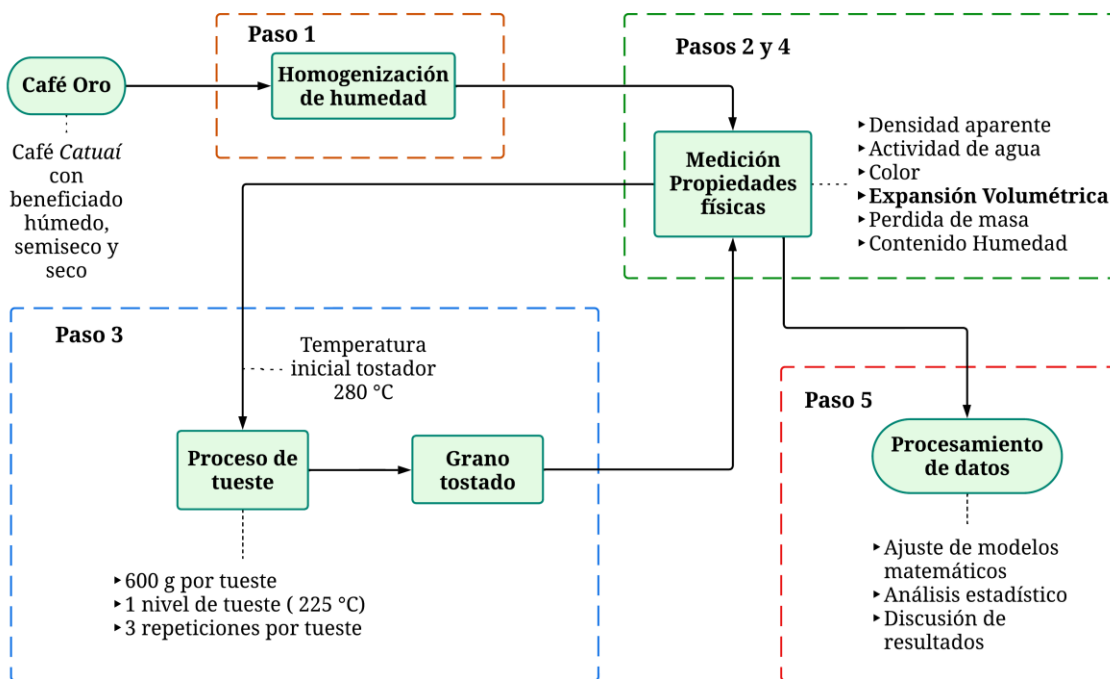 Paso 1
Café Oro
Homogenización
de humedad
Café Catuaí
con
beneficiado
húmedo,
semiseco y
seco
Pasos 2 y 4
Medición
Propiedades
físicas
‣ Densidad aparente
‣ Actividad de agua
‣ Color
‣ Expansión Volumétrica
‣ Perdida de masa
‣ Contenido Humedad
Paso 3
Temperatura
inicial tostador
280 °C
Proceso de
tueste
Grano
tostado
‣ 600 g por tueste
‣ 1 nivel de tueste ( 225 °C)
‣ 3 repeticiones por tueste
Paso 5
Procesamiento
de datos
‣ Ajuste de modelos
matemáticos
‣ Análisis estadístico
‣ Discusión de
resultados